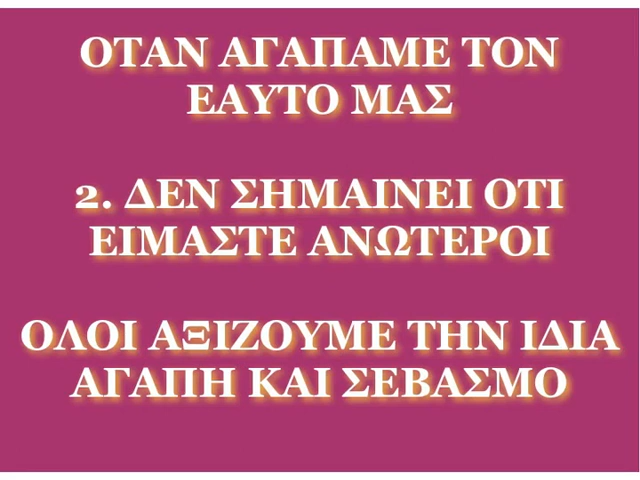 ΟΤΑΝ ΑΓΑΠΑΜΕ ΤΟΝ
ΕΑΥΤΟ ΜΑΣ
2. ΔΕΝ ΣΗΜΑΙΝΕΙ ΟΤΙ
ΕΙΜΑΣΤΕ ΑΝΩΤΕΡΟΙ
ΟΛΟΙ ΑΞΙΖΟΥΜΕ ΤΗΝ ΙΔΙΑ
ΑΓΑΠΗ ΚΑΙ ΣΕΒΑΣΜΟ